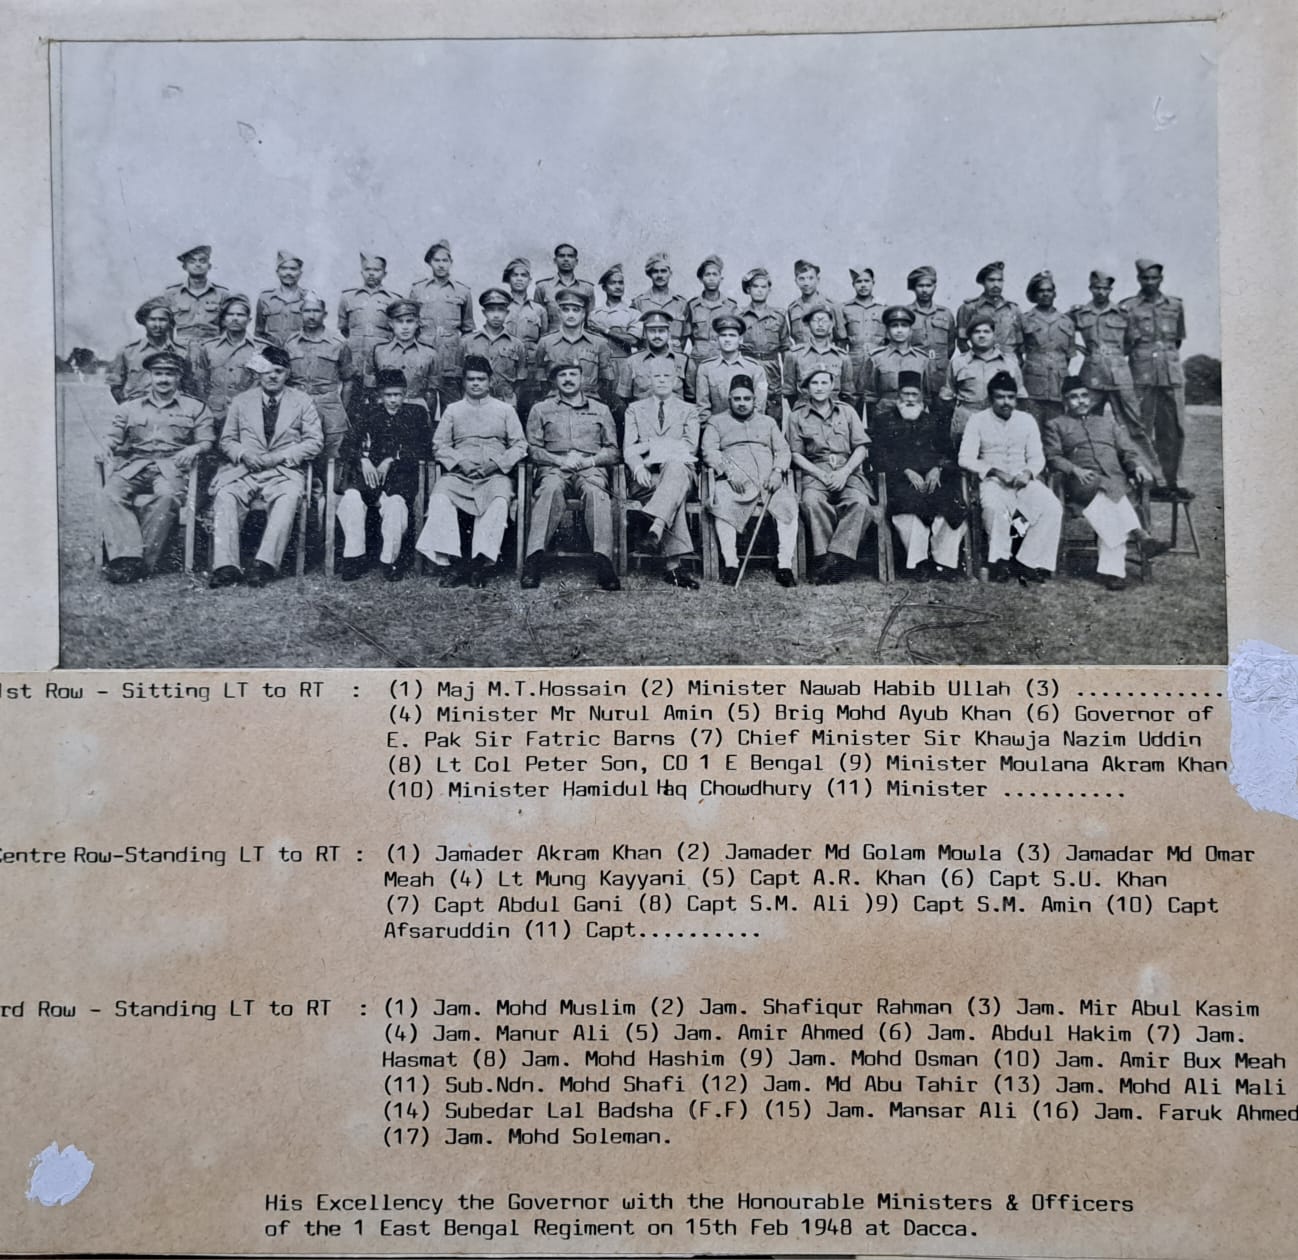 1st Row - Sitting LT to RT : (1) Maj M.T.Hossain (2) Minister Nawab Habib Ullah (3) ............
(4) Minister Mr Nurul Amin (5) Brig Mohd Ayub Khan (6) Governor of
E. Pak Sir Fatric Barns (7) Chief Minister Sir Khawja Nazim Uddin
(8) Lt Col Peter Son, CO 1 E Bengal (9) Minister Moulana Akram Khan
(10) Minister Hamidul Haq Chowdhury (11) Minister ..........
Centre Row-Standing LT to RT : (1) Jamader Akram Khan (2) Jamader Md Golam Mowla (3) Jamadar Md Omar
Meah (4) Lt Mung Kayyani (5) Capt A.R. Khan (6) Capt S.U. Khan
(7) Capt Abdul Gani (8) Capt S.M. Ali )9) Capt S.M. Amin (10) Capt
Afsaruddin (11) Capt..........
rd Row - Standing LT to RT : (1) Jam. Mohd Muslim (2) Jam. Shafiqur Rahman (3) Jam. Mir Abul Kasim
(4) Jam. Manur Ali (5) Jam. Amir Ahmed (6) Jam. Abdul Hakim (7) Jam.
Hasmat (8) Jam. Mohd Hashim (9) Jam. Mohd Osman (10) Jam. Amir Bux Meah
(11) Sub.Ndn. Mohd Shafi (12) Jam. Md Abu Tahir (13) Jam. Mohd Ali Mali
(14) Subedar Lal Badsha (F.F) (15) Jam. Mansar Ali (16) Jam. Faruk Ahmed
(17) Jam. Mohd Soleman.
His Excellency the Governor with the Honourable Ministers & Officers
of the 1 East Bengal Regiment on 15th Feb 1948 at Dacca.